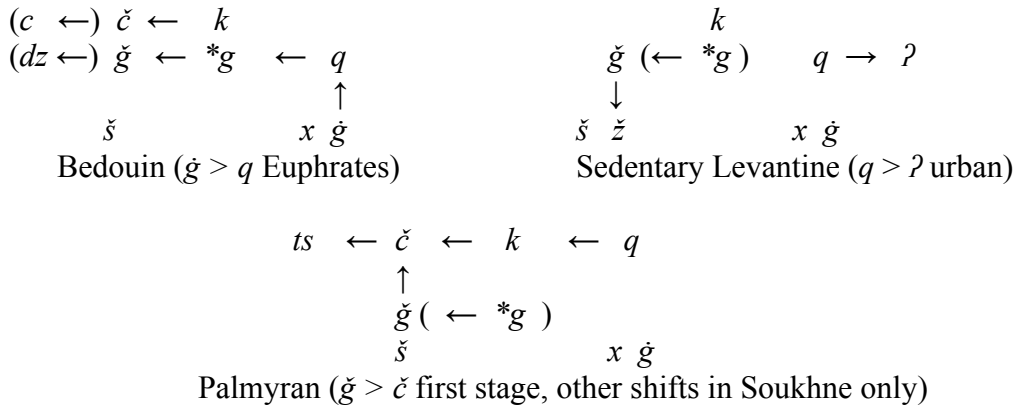 (c ←) č ← k k
(dz ←) ǧ ← *g ← q ǧ (← *g ) q → ʔ
↑ ↓
š x ġ š ž x ġ
Bedouin (ġ > q Euphrates) Sedentary Levantine (q > ʔ urban)
ts ← č ← k ← q
↑
ǧ ( ← *g )
š x ġ
Palmyran (ǧ > č first stage, other shifts in Soukhne only)